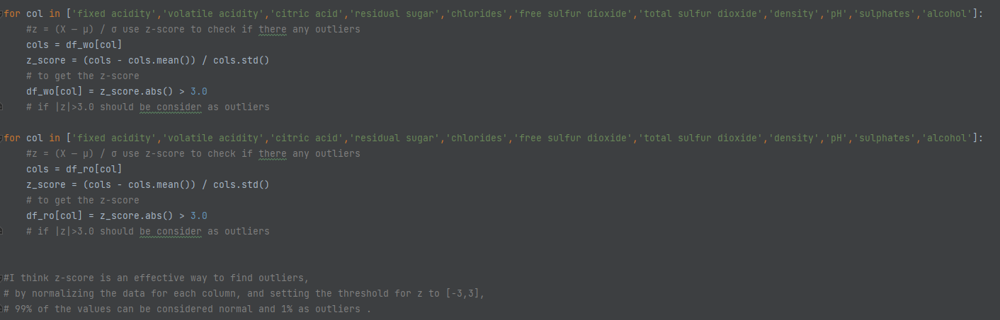 for col in ['fixed acidity','volatile acidity','citric acid','residual sugar','chlorides','free sulfur dioxide','total sulfur dioxide','density','pH','sulphates','alcohol']:
    #z = (X – μ) / σ use z-score to check if there any outliers
    cols = df_wo[col]
    z_score = (cols - cols.mean()) / cols.std()
    # to get the z-score
    df_wo[col] = z_score.abs() > 3.0
    # if |z|>3.0 should be consider as outliers
for col in ['fixed acidity','volatile acidity','citric acid','residual sugar','chlorides','free sulfur dioxide','total sulfur dioxide','density','pH','sulphates','alcohol']:
    #z = (X – μ) / σ use z-score to check if there any outliers
    cols = df_ro[col]
    z_score = (cols - cols.mean()) / cols.std()
    # to get the z-score
    df_ro[col] = z_score.abs() > 3.0
    # if |z|>3.0 should be consider as outliers
#I think z-score is an effective way to find outliers,
# by normalizing the data for each column, and setting the threshold for z to [-3,3],
# 99% of the values can be considered normal and 1% as outliers .